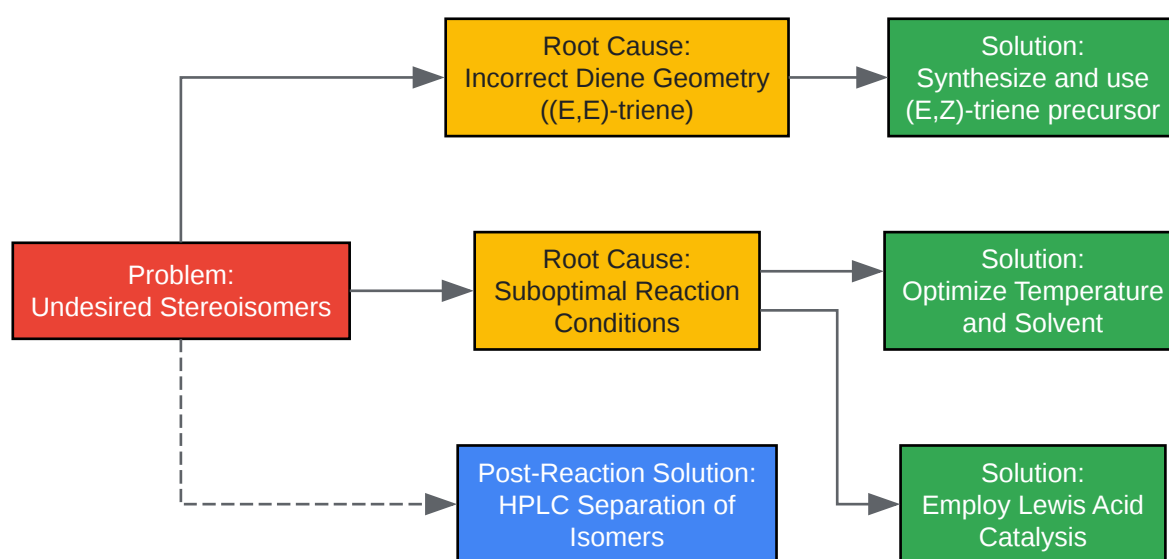 Root Cause:
Incorrect Diene Geometry
((E,E)-triene)
Solution:
Synthesize and use
(E,Z)-triene precursor
Problem:
Undesired Stereoisomers
Root Cause:
Suboptimal Reaction
Conditions
Solution:
Optimize Temperature
and Solvent
Post-Reaction Solution:
HPLC Separation of
Isomers
Solution:
Employ Lewis Acid
Catalysis